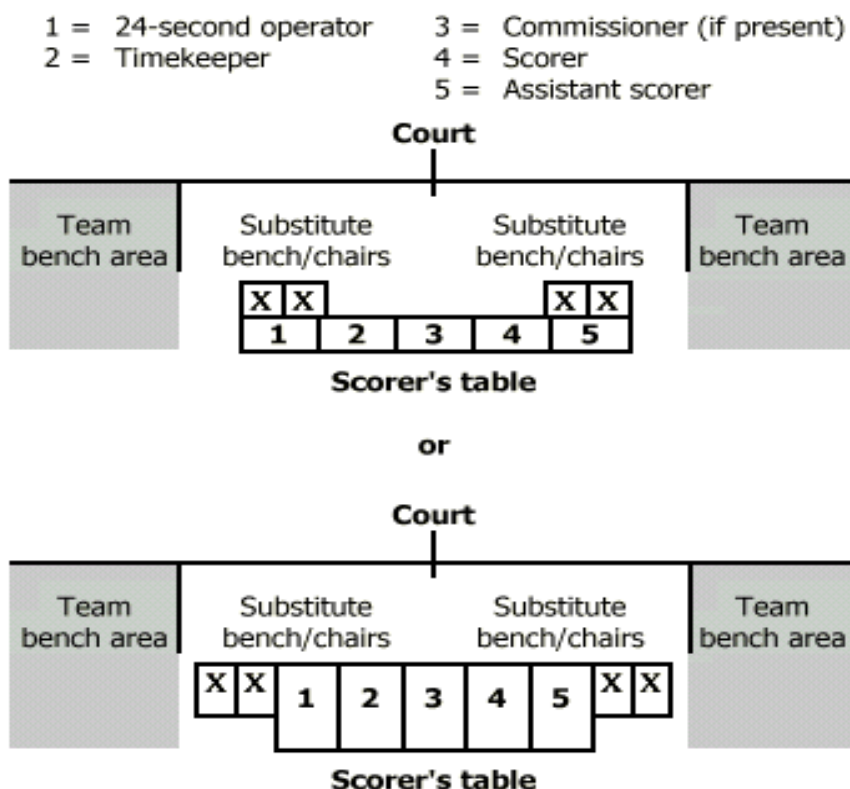 1 = 24-second operator
2 = Timekeeper
3 = Commissioner (if present)
4 = Scorer
5 = Assistant scorer
Court
Team
bench area
Substitute
bench/chairs
Substitute
bench/chairs
Team
bench area
X X X X
1 2 3 4 5
Scorer's table
or
Court
Team
bench area
Substitute
bench/chairs
Substitute
bench/chairs
Team
bench area
X X 1 2 3 4 5 X X
Scorer's table